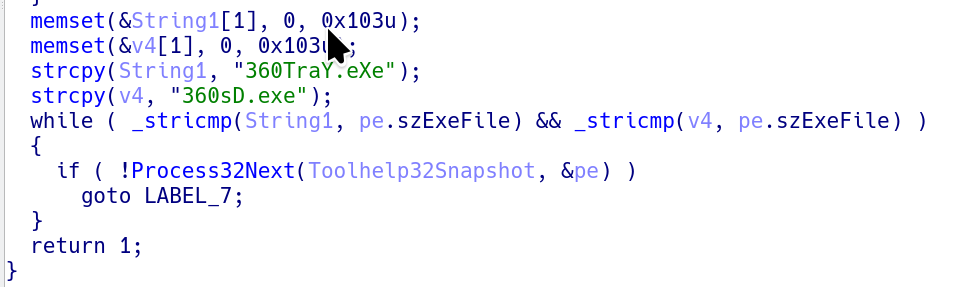 }
memset(&String1[1], 0, 0x103u);
memset(&v4[1], 0, 0x103u);
strcpy(String1, "360TraY.eXe");
strcpy(v4, "360sD.exe");
while ( _stricmp(String1, pe.szExeFile) && _stricmp(v4, pe.szExeFile) )
{
if ( !Process32Next(Toolhelp32Snapshot, &pe) )
goto LABEL_7;
}
return 1;
}